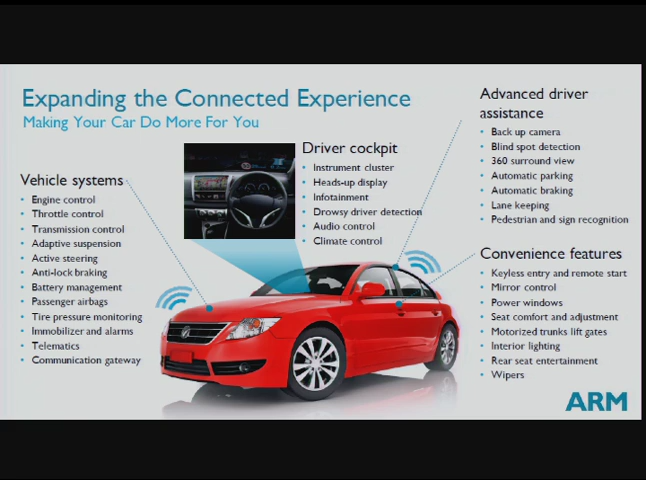 Expanding the Connected Experience
Making Your Car Do More For You
Vehicle systems
Engine control
Throttle control
Transmission control
Adaptive suspension
Active steering
Anti-lock braking
Battery management
Passenger airbags
Tire pressure monitoring
Immobilizer and alarms
Telematics
Communication gateway
Driver cockpit
Instrument cluster
Heads-up display
Infotainment
Drowsy driver detection
Audio control
Climate control
Advanced driver
assistance
Back up camera
Blind spot detection
360 surround view
Automatic parking
Automatic braking
Lane keeping
Pedestrian and sign recognition
Convenience features
Keyless entry and remote start
Mirror control
Power windows
Seat comfort and adjustment
Motorized trunks lift gates
Interior lighting
Rear seat entertainment
Wipers
ARM